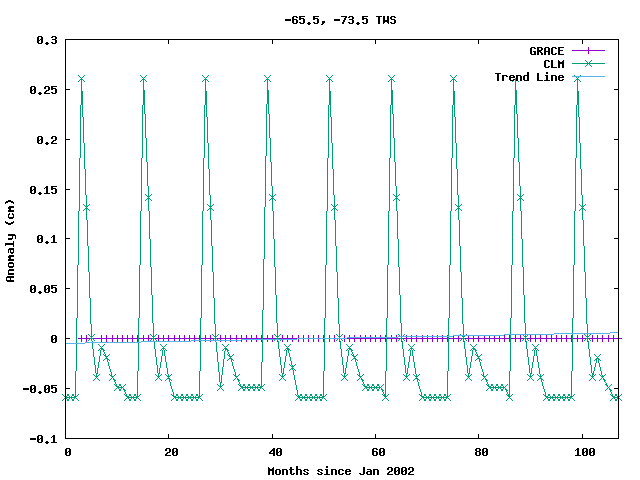 -65.5, -73.5 TWS
0.3
0.25
0.2
0.15
0.1
0.05
0
-0.05
-0.1
Anomaly (cm)
GRACE
CLM
Trend Line
0 20 40 60 80 100
Months since Jan 2002